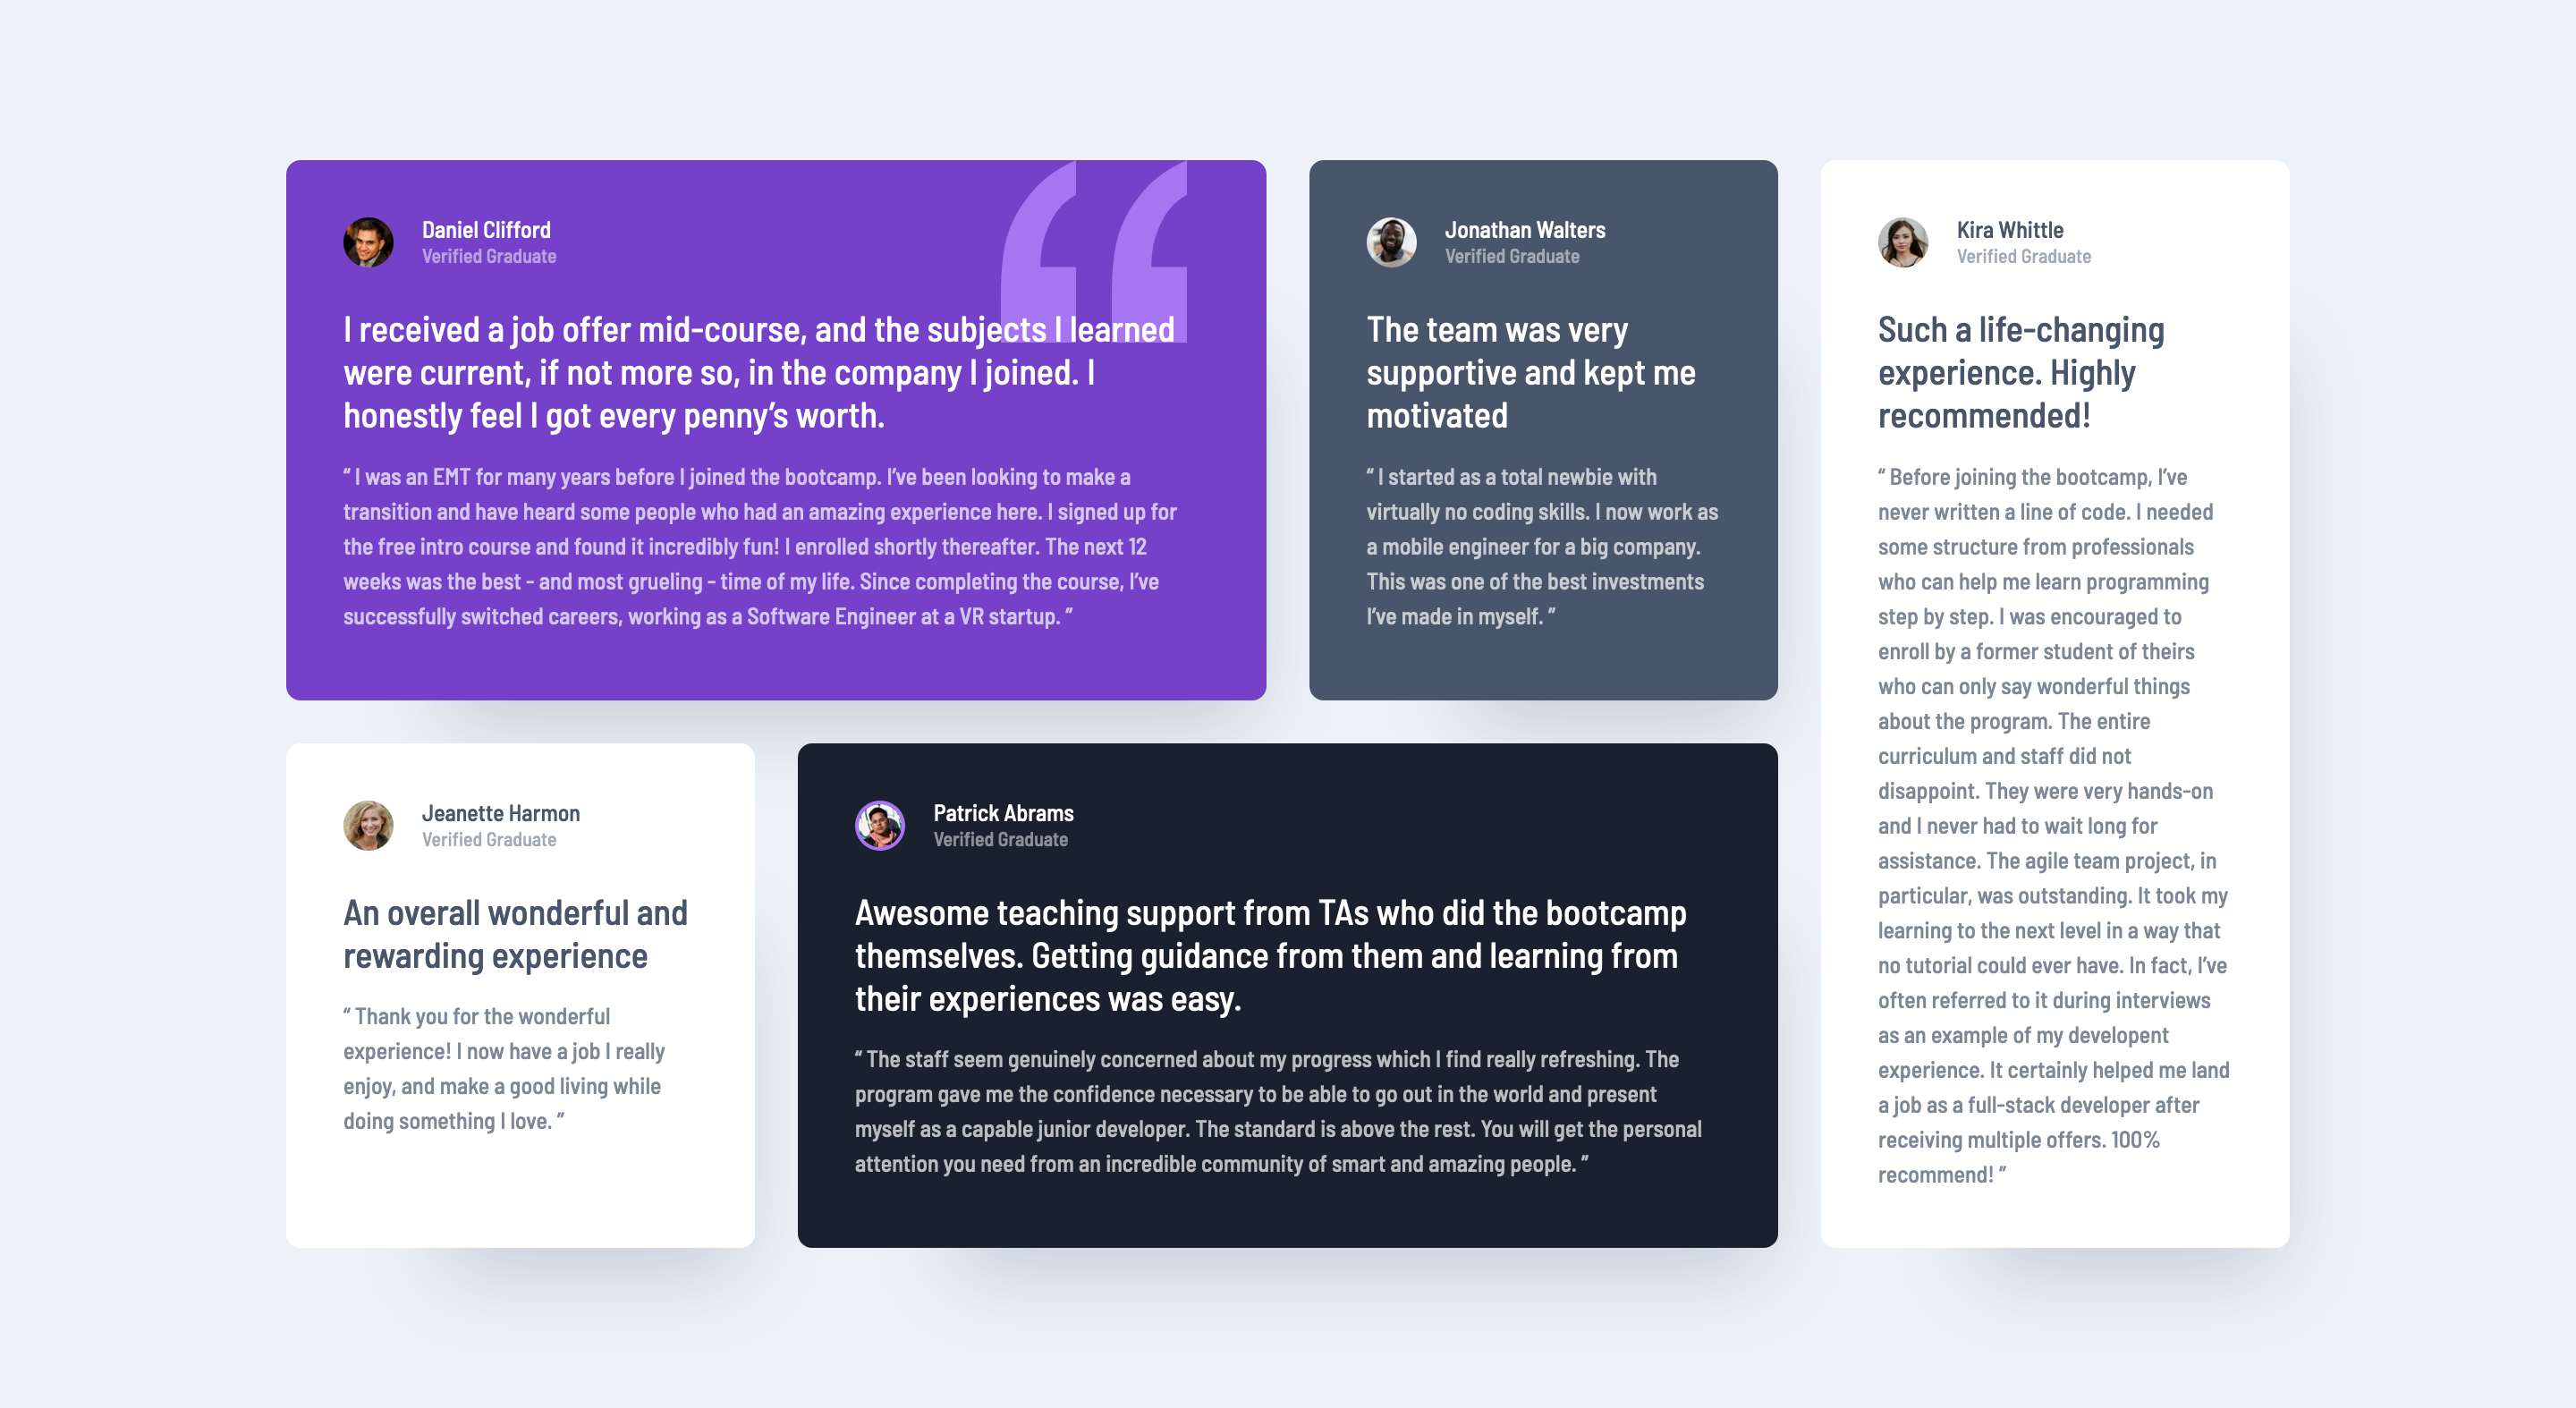 Daniel Clifford
Verified Graduate
I received a job offer mid-course, and the subjects I learned
were current, if not more so, in the company I joined. I
honestly feel I got every penny’s worth.
“ I was an EMT for many years before I joined the bootcamp. I’ve been looking to make a
transition and have heard some people who had an amazing experience here. I signed up for
the free intro course and found it incredibly fun! I enrolled shortly thereafter. The next 12
weeks was the best - and most grueling - time of my life. Since completing the course, I’ve
successfully switched careers, working as a Software Engineer at a VR startup. ”
Jonathan Walters
Verified Graduate
The team was very
supportive and kept me
motivated
“ I started as a total newbie with
virtually no coding skills. I now work as
a mobile engineer for a big company.
This was one of the best investments
I’ve made in myself. ”
Kira Whittle
Verified Graduate
Such a life-changing
experience. Highly
recommended!
“ Before joining the bootcamp, I’ve
never written a line of code. I needed
some structure from professionals
who can help me learn programming
step by step. I was encouraged to
enroll by a former student of theirs
who can only say wonderful things
about the program. The entire
curriculum and staff did not
disappoint. They were very hands-on
and I never had to wait long for
assistance. The agile team project, in
particular, was outstanding. It took my
learning to the next level in a way that
no tutorial could ever have. In fact, I’ve
often referred to it during interviews
as an example of my developent
experience. It certainly helped me land
a job as a full-stack developer after
receiving multiple offers. 100%
recommend! ”
Jeanette Harmon
Verified Graduate
An overall wonderful and
rewarding experience
“ Thank you for the wonderful
experience! I now have a job I really
enjoy, and make a good living while
doing something I love. ”
Patrick Abrams
Verified Graduate
Awesome teaching support from TAs who did the bootcamp
themselves. Getting guidance from them and learning from
their experiences was easy.
“ The staff seem genuinely concerned about my progress which I find really refreshing. The
program gave me the confidence necessary to be able to go out in the world and present
myself as a capable junior developer. The standard is above the rest. You will get the personal
attention you need from an incredible community of smart and amazing people. ”